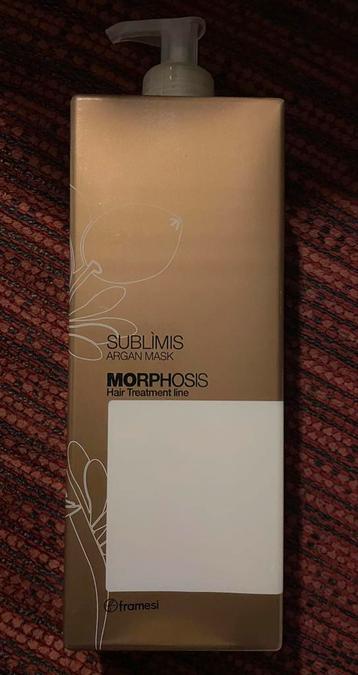 SUBLÌMIS
ARGAN MASK
MORPHOSIS
Hair Treatment line
framesi